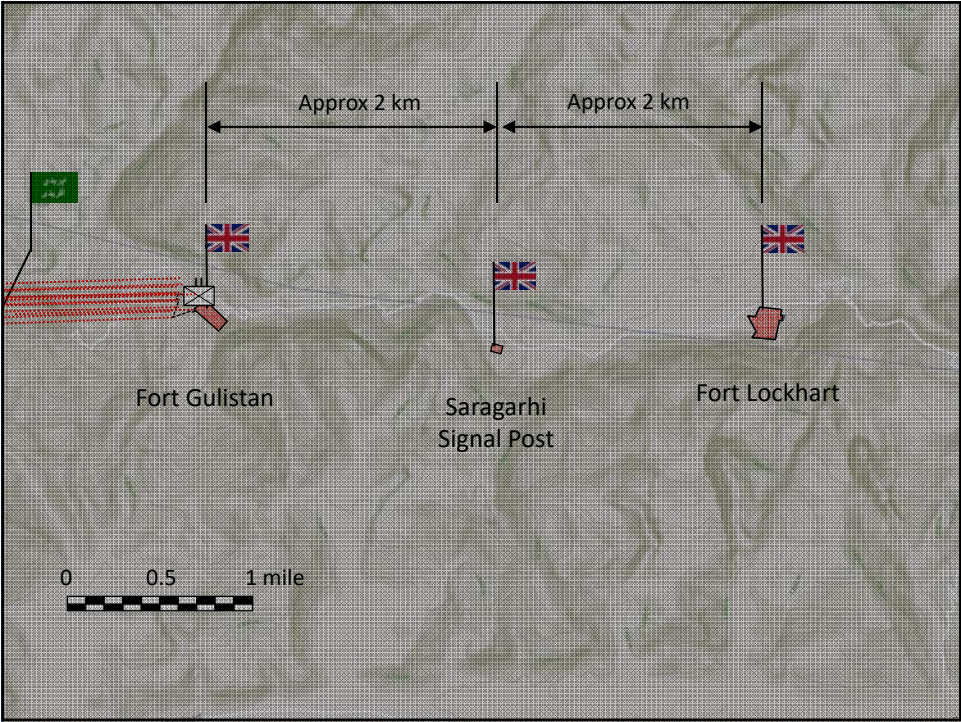 Approx 2 km
Approx 2 km
Fort Gulistan
Saragarhi
Signal Post
Fort Lockhart
0 0.5 1 mile